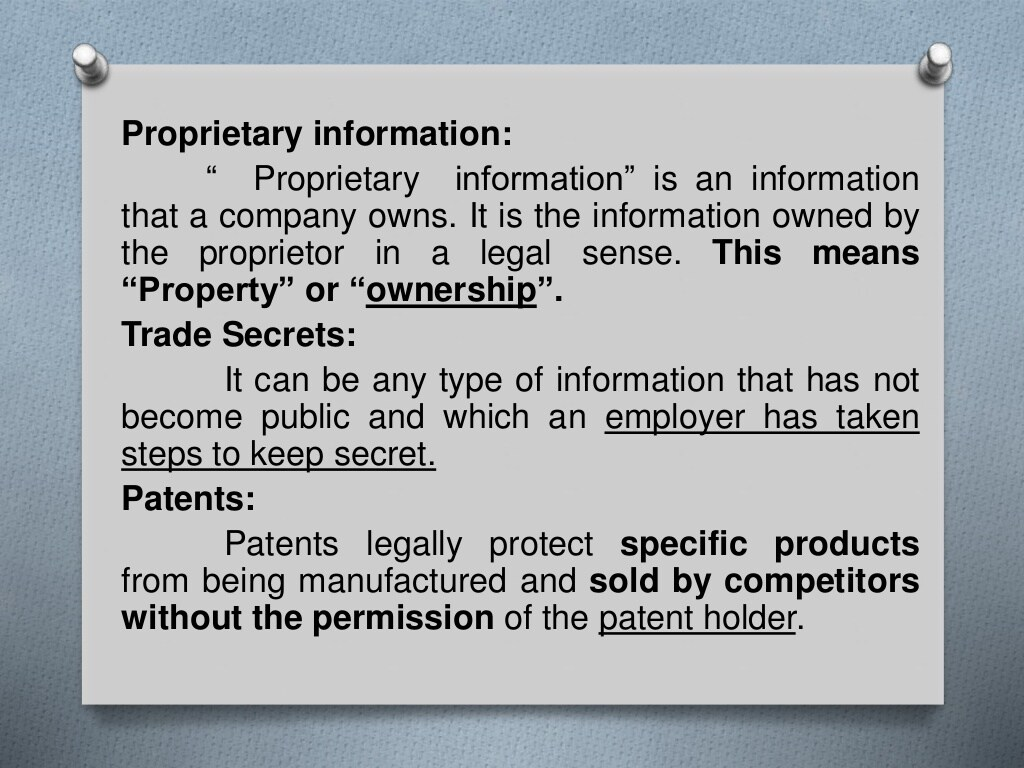 Proprietary information:
“ Proprietary information” is an information
that a company owns. It is the information owned by
the proprietor in a legal sense. This means
“Property” or “ownership”.
Trade Secrets:
It can be any type of information that has not
become public and which an employer has taken
steps to keep secret.
Patents:
Patents legally protect specific products
from being manufactured and sold by competitors
without the permission of the patent holder.